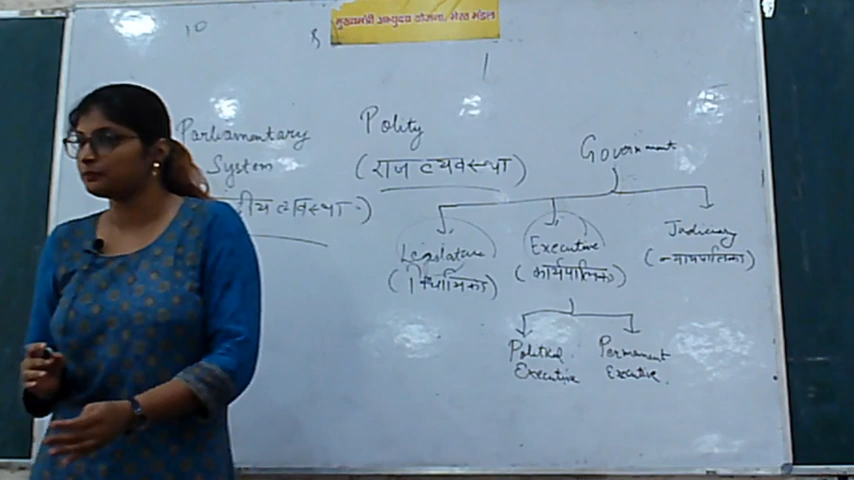 मुख्यमंत्री अभ्युदय योजना, मेरठ मंडल
Parliamentary
System
Polity
(राज व्यवस्था)
Government
Legislature
(विधायिका)
Executive
(कार्यपालिका)
Judiciary
(न्यायपालिका)
Political
Executive
Permanent
Executive